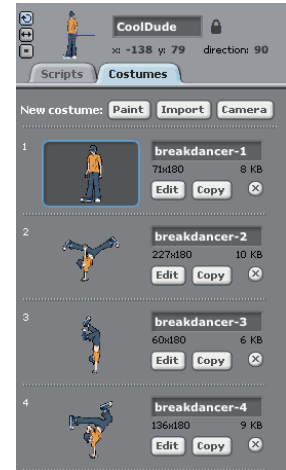 CoolDude
x: -138 y: 79 direction: 90
Scripts Costumes
New costume: Paint Import Camera
1 breakdancer-1
71x180 8 KB
Edit Copy
2 breakdancer-2
227x180 10 KB
Edit Copy
3 breakdancer-3
60x180 6 KB
Edit Copy
4 breakdancer-4
136x180 9 KB
Edit Copy